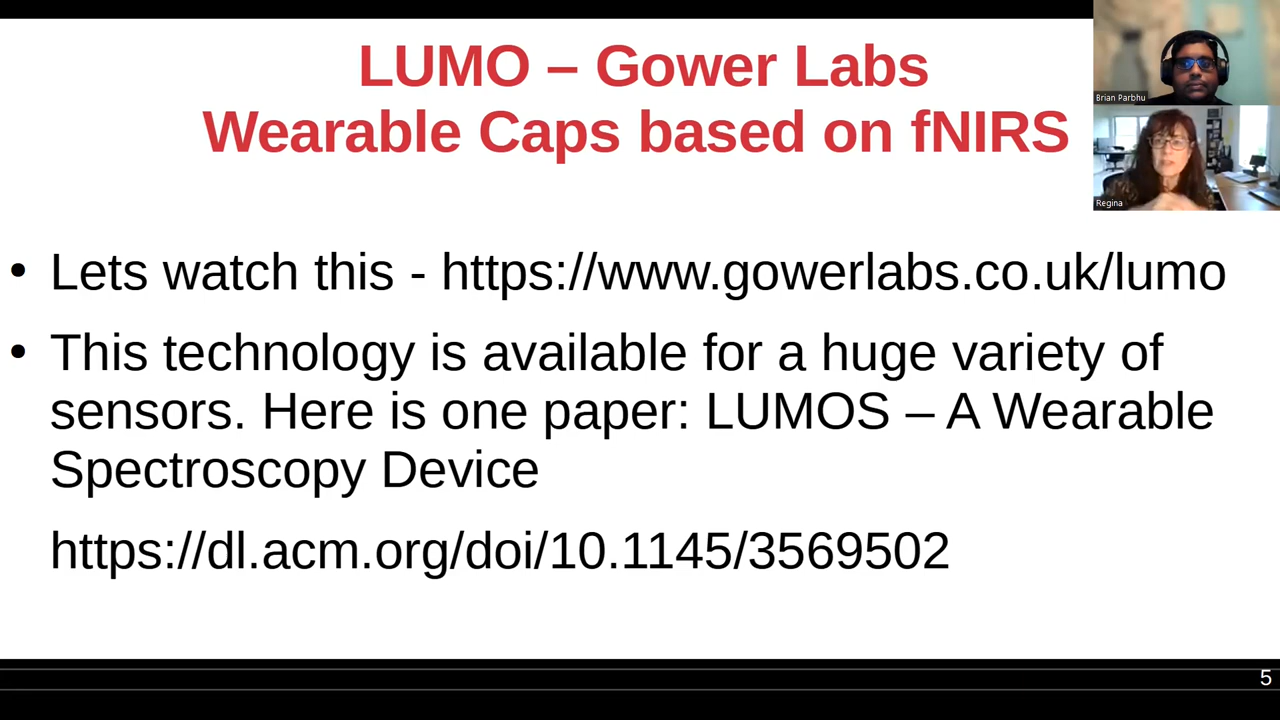 LUMO – Gower Labs
Wearable Caps based on fNIRS
Brian Parbhu
Regina
• Lets watch this - https://www.gowerlabs.co.uk/lumo
• This technology is available for a huge variety of
sensors. Here is one paper: LUMOS – A Wearable
Spectroscopy Device
https://dl.acm.org/doi/10.1145/3569502
5